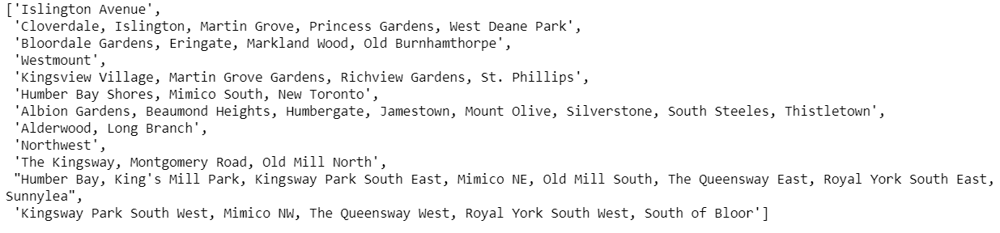 ['Islington Avenue',
 'Cloverdale, Islington, Martin Grove, Princess Gardens, West Deane Park',
 'Bloordale Gardens, Eringate, Markland Wood, Old Burnhamthorpe',
 'Westmount',
 'Kingsview Village, Martin Grove Gardens, Richview Gardens, St. Phillips',
 'Humber Bay Shores, Mimico South, New Toronto',
 'Albion Gardens, Beaumond Heights, Humbergate, Jamestown, Mount Olive, Silverstone, South Steeles, Thistletown',
 'Alderwood, Long Branch',
 'Northwest',
 'The Kingsway, Montgomery Road, Old Mill North',
 "Humber Bay, King's Mill Park, Kingsway Park South East, Mimico NE, Old Mill South, The Queensway East, Royal York South East,
Sunnylea",
 'Kingsway Park South West, Mimico NW, The Queensway West, Royal York South West, South of Bloor']